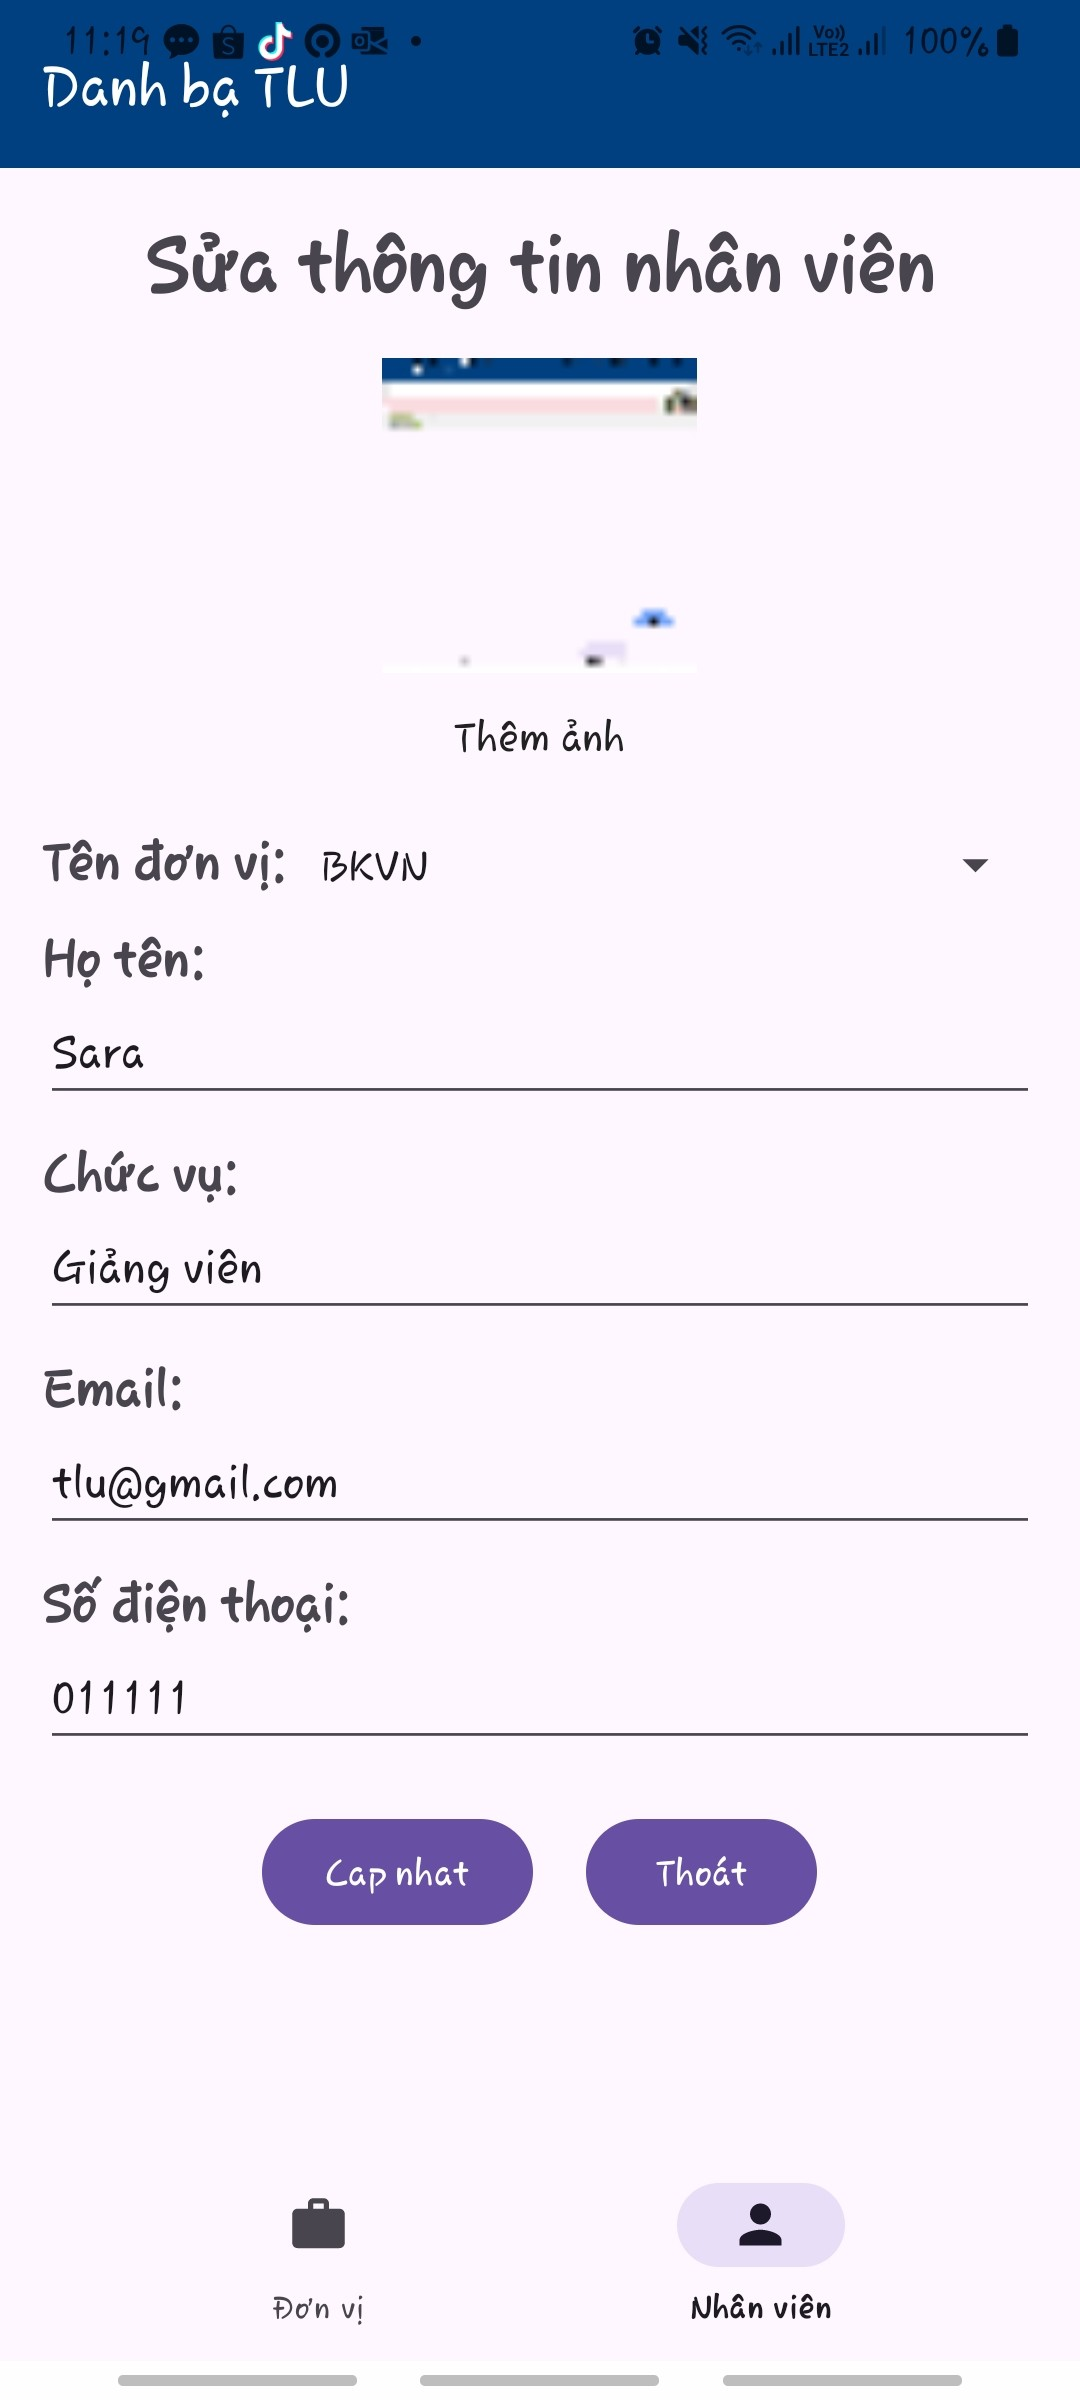 11:19 Vo)) LTE2 100%
Danh bạ TLU
Sửa thông tin nhân viên
Thêm ảnh
Tên đơn vị: BKVN
Họ tên:
Sara
Chức vụ:
Giảng viên
Email:
tlu@gmail.com
Số điện thoại:
011111
Cap nhat Thoát
Đơn vị Nhân viên